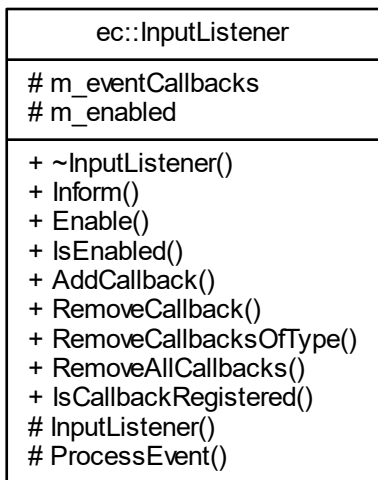 ec::InputListener
# m_eventCallbacks
# m_enabled
+ ~InputListener()
+ Inform()
+ Enable()
+ IsEnabled()
+ AddCallback()
+ RemoveCallback()
+ RemoveCallbacksOfType()
+ RemoveAllCallbacks()
+ IsCallbackRegistered()
# InputListener()
# ProcessEvent()